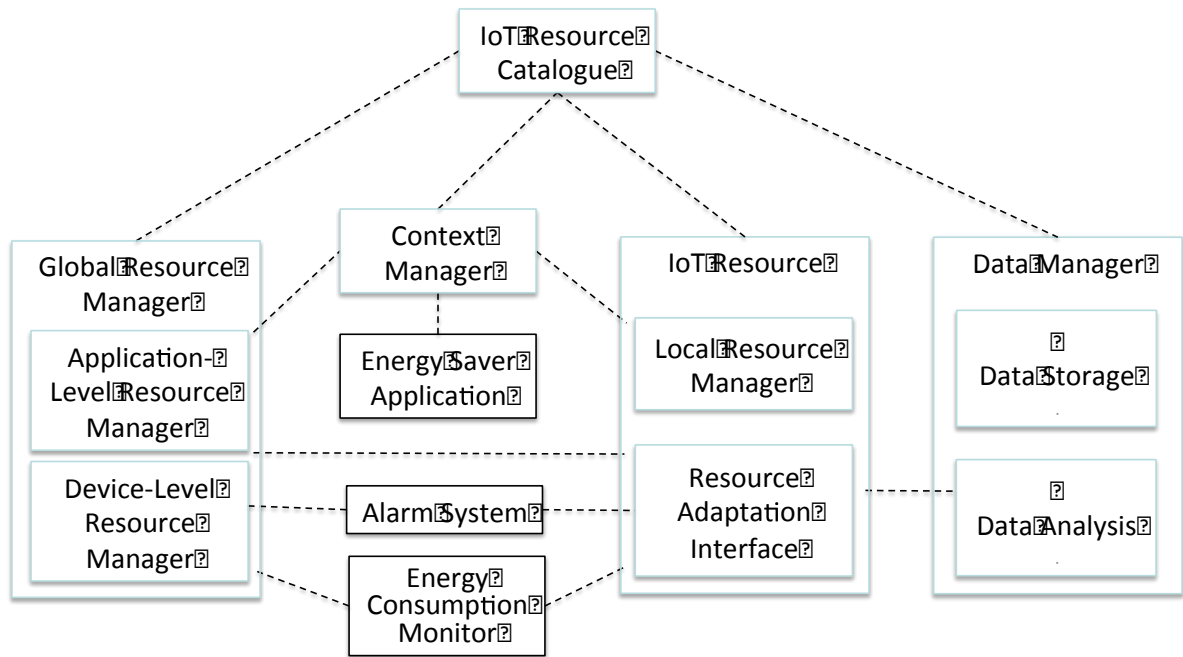 IoT Resource
Catalogue
Context
Manager
Global Resource
Manager
IoT Resource
Data Manager
Application-
Level Resource
Manager
Energy Saver
Application
Local Resource
Manager
Data Storage
.
Device-Level
Resource
Manager
Alarm System
Resource
Adaptation
Interface
Data Analysis
.
Energy
Consumption
Monitor